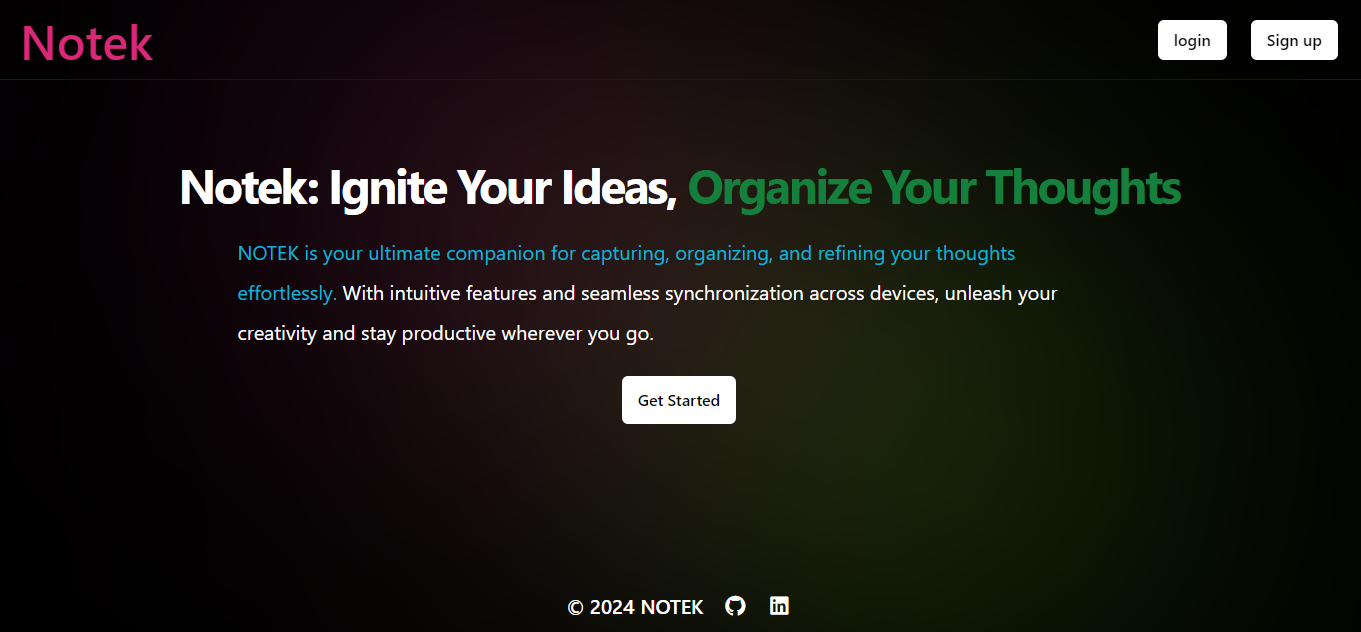 Notek
login
Sign up
Notek: Ignite Your Ideas, Organize Your Thoughts
NOTEK is your ultimate companion for capturing, organizing, and refining your thoughts
effortlessly. With intuitive features and seamless synchronization across devices, unleash your
creativity and stay productive wherever you go.
Get Started
© 2024 NOTEK